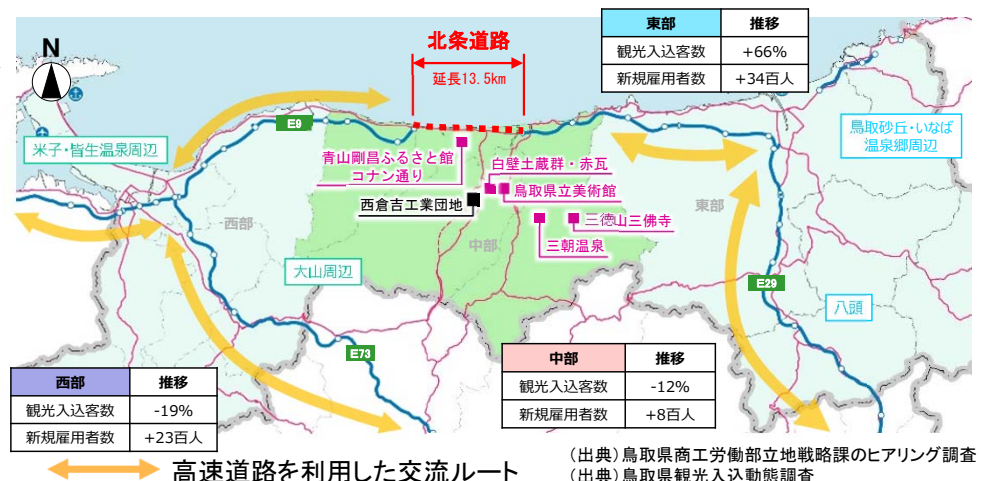 東部 推移
観光入込客数 +66%
新規雇用者数 +34百人
北条道路
延長13.5km
N
E9
米子・皆生温泉周辺
青山剛昌ふるさと館
コナン通り
白壁土蔵群・赤瓦
鳥取県立美術館
西倉吉工業団地
三徳山三佛寺
三朝温泉
鳥取砂丘・いなば
温泉郷周辺
西部
中部
東部
大山周辺
八頭
E29
E73
西部 推移
観光入込客数 -19%
新規雇用者数 +23百人
中部 推移
観光入込客数 -12%
新規雇用者数 +8百人
高速道路を利用した交流ルート
（出典）鳥取県商工労働部立地戦略課のヒアリング調査
（出典）鳥取県観光入込動態調査